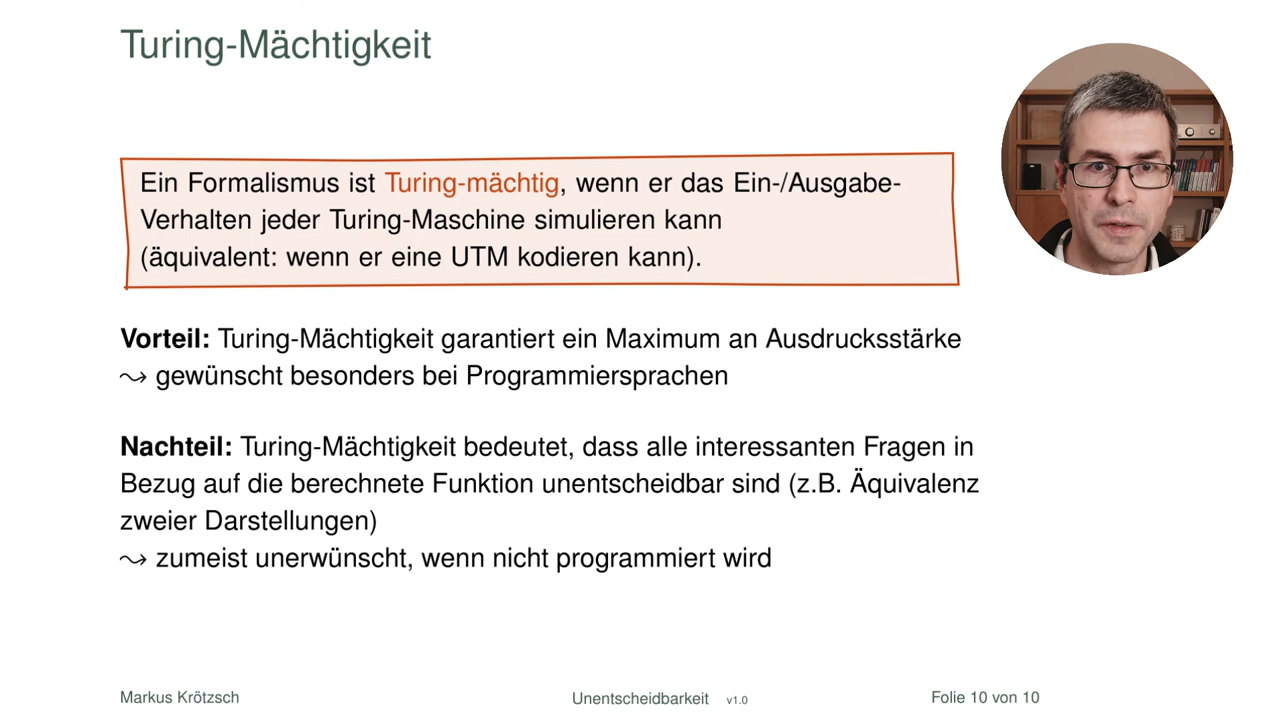 Turing-Mächtigkeit
Ein Formalismus ist Turing-mächtig, wenn er das Ein-/Ausgabe-
Verhalten jeder Turing-Maschine simulieren kann
(äquivalent: wenn er eine UTM kodieren kann).
Vorteil: Turing-Mächtigkeit garantiert ein Maximum an Ausdrucksstärke
⤳ gewünscht besonders bei Programmiersprachen
Nachteil: Turing-Mächtigkeit bedeutet, dass alle interessanten Fragen in
Bezug auf die berechnete Funktion unentscheidbar sind (z.B. Äquivalenz
zweier Darstellungen)
⤳ zumeist unerwünscht, wenn nicht programmiert wird
Markus Krötzsch Unentscheidbarkeit v1.0 Folie 10 von 10